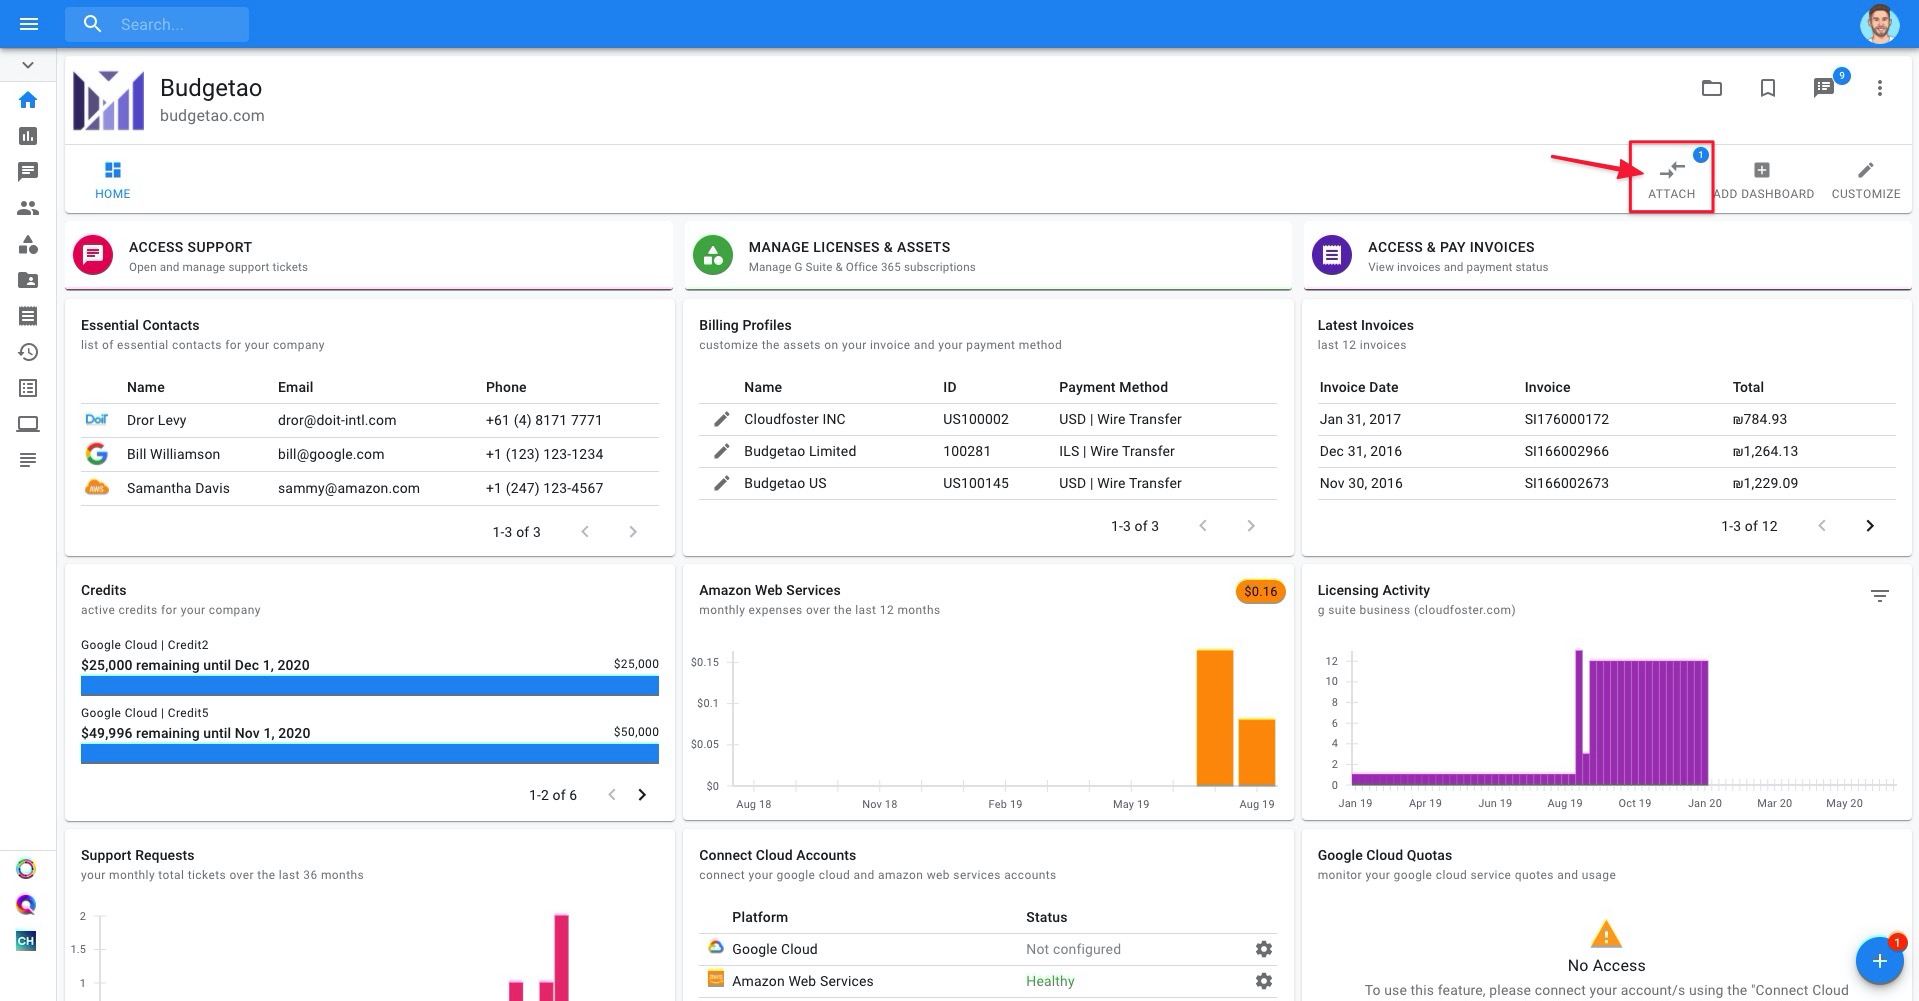 Search...
Budgetao
budgetao.com
9
HOME
1
ATTACH
ADD DASHBOARD
CUSTOMIZE
ACCESS SUPPORT
Open and manage support tickets
MANAGE LICENSES & ASSETS
Manage G Suite & Office 365 subscriptions
ACCESS & PAY INVOICES
View invoices and payment status
Essential Contacts
list of essential contacts for your company
Name Email Phone
DoiT Dror Levy dror@doit-intl.com +61 (4) 8171 7771
Bill Williamson bill@google.com +1 (123) 123-1234
AWS Samantha Davis sammy@amazon.com +1 (247) 123-4567
1-3 of 3
Billing Profiles
customize the assets on your invoice and your payment method
Name ID Payment Method
Cloudfoster INC US100002 USD | Wire Transfer
Budgetao Limited 100281 ILS | Wire Transfer
Budgetao US US100145 USD | Wire Transfer
1-3 of 3
Latest Invoices
last 12 invoices
Invoice Date Invoice Total
Jan 31, 2017 SI176000172 ₪784.93
Dec 31, 2016 SI166002966 ₪1,264.13
Nov 30, 2016 SI166002673 ₪1,229.09
1-3 of 12
Credits
active credits for your company
Google Cloud | Credit2
$25,000 remaining until Dec 1, 2020 $25,000
Google Cloud | Credit5
$49,996 remaining until Nov 1, 2020 $50,000
1-2 of 6
Amazon Web Services
monthly expenses over the last 12 months
$0.16
$0.15
$0.1
$0.05
$0
Aug 18 Nov 18 Feb 19 May 19 Aug 19
Licensing Activity
g suite business (cloudfoster.com)
12
10
8
6
4
2
0
Jan 19 Apr 19 Jun 19 Aug 19 Oct 19 Jan 20 Mar 20 May 20
Support Requests
your monthly total tickets over the last 36 months
2
1.5
1
Connect Cloud Accounts
connect your google cloud and amazon web services accounts
Platform Status
Google Cloud Not configured
Amazon Web Services Healthy
Google Cloud Quotas
monitor your google cloud service quotes and usage
No Access
To use this feature, please connect your account/s using the "Connect Cloud
CH
1